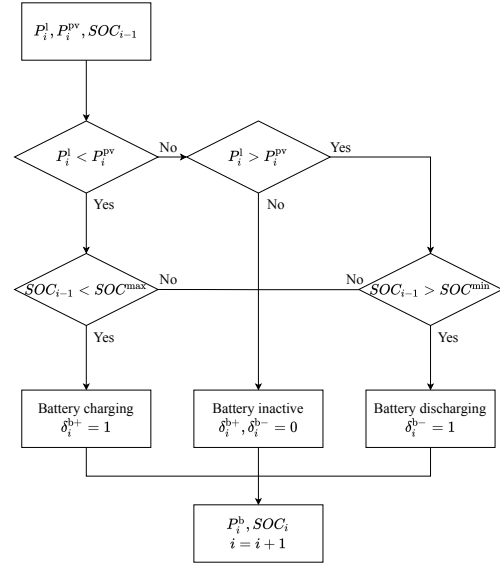 P_i^l, P_i^pv, SOC_{i−1}
P_i^l < P_i^pv
No
P_i^l > P_i^pv
Yes
Yes
No
SOC_{i−1} < SOC^max
No
No
SOC_{i−1} > SOC^min
Yes
Yes
Battery charging
δ_i^{b+} = 1
Battery inactive
δ_i^{b+}, δ_i^{b−} = 0
Battery discharging
δ_i^{b−} = 1
P_i^b, SOC_i
i = i + 1